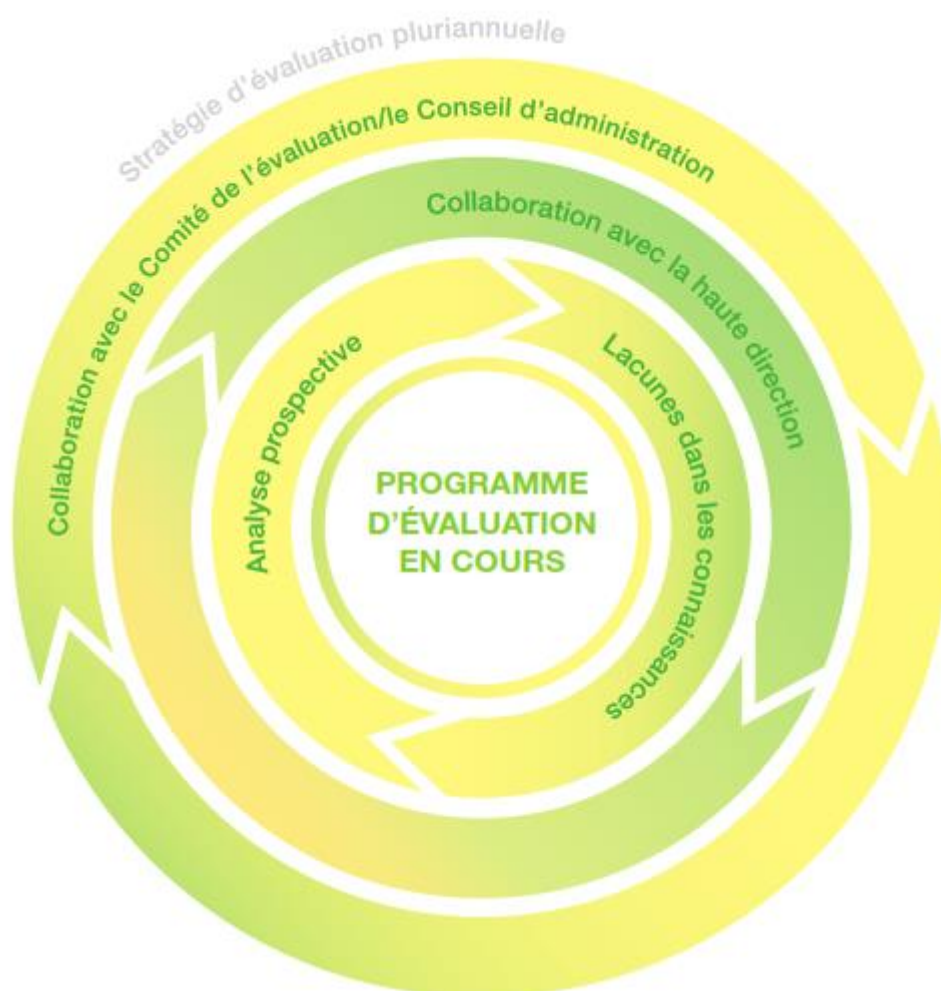 Stratégie d'évaluation pluriannuelle
Collaboration avec le Comité de l'évaluation/le Conseil d'administration
Collaboration avec la haute direction
Analyse prospective
Lacunes dans les connaissances
PROGRAMME
D'ÉVALUATION
EN COURS